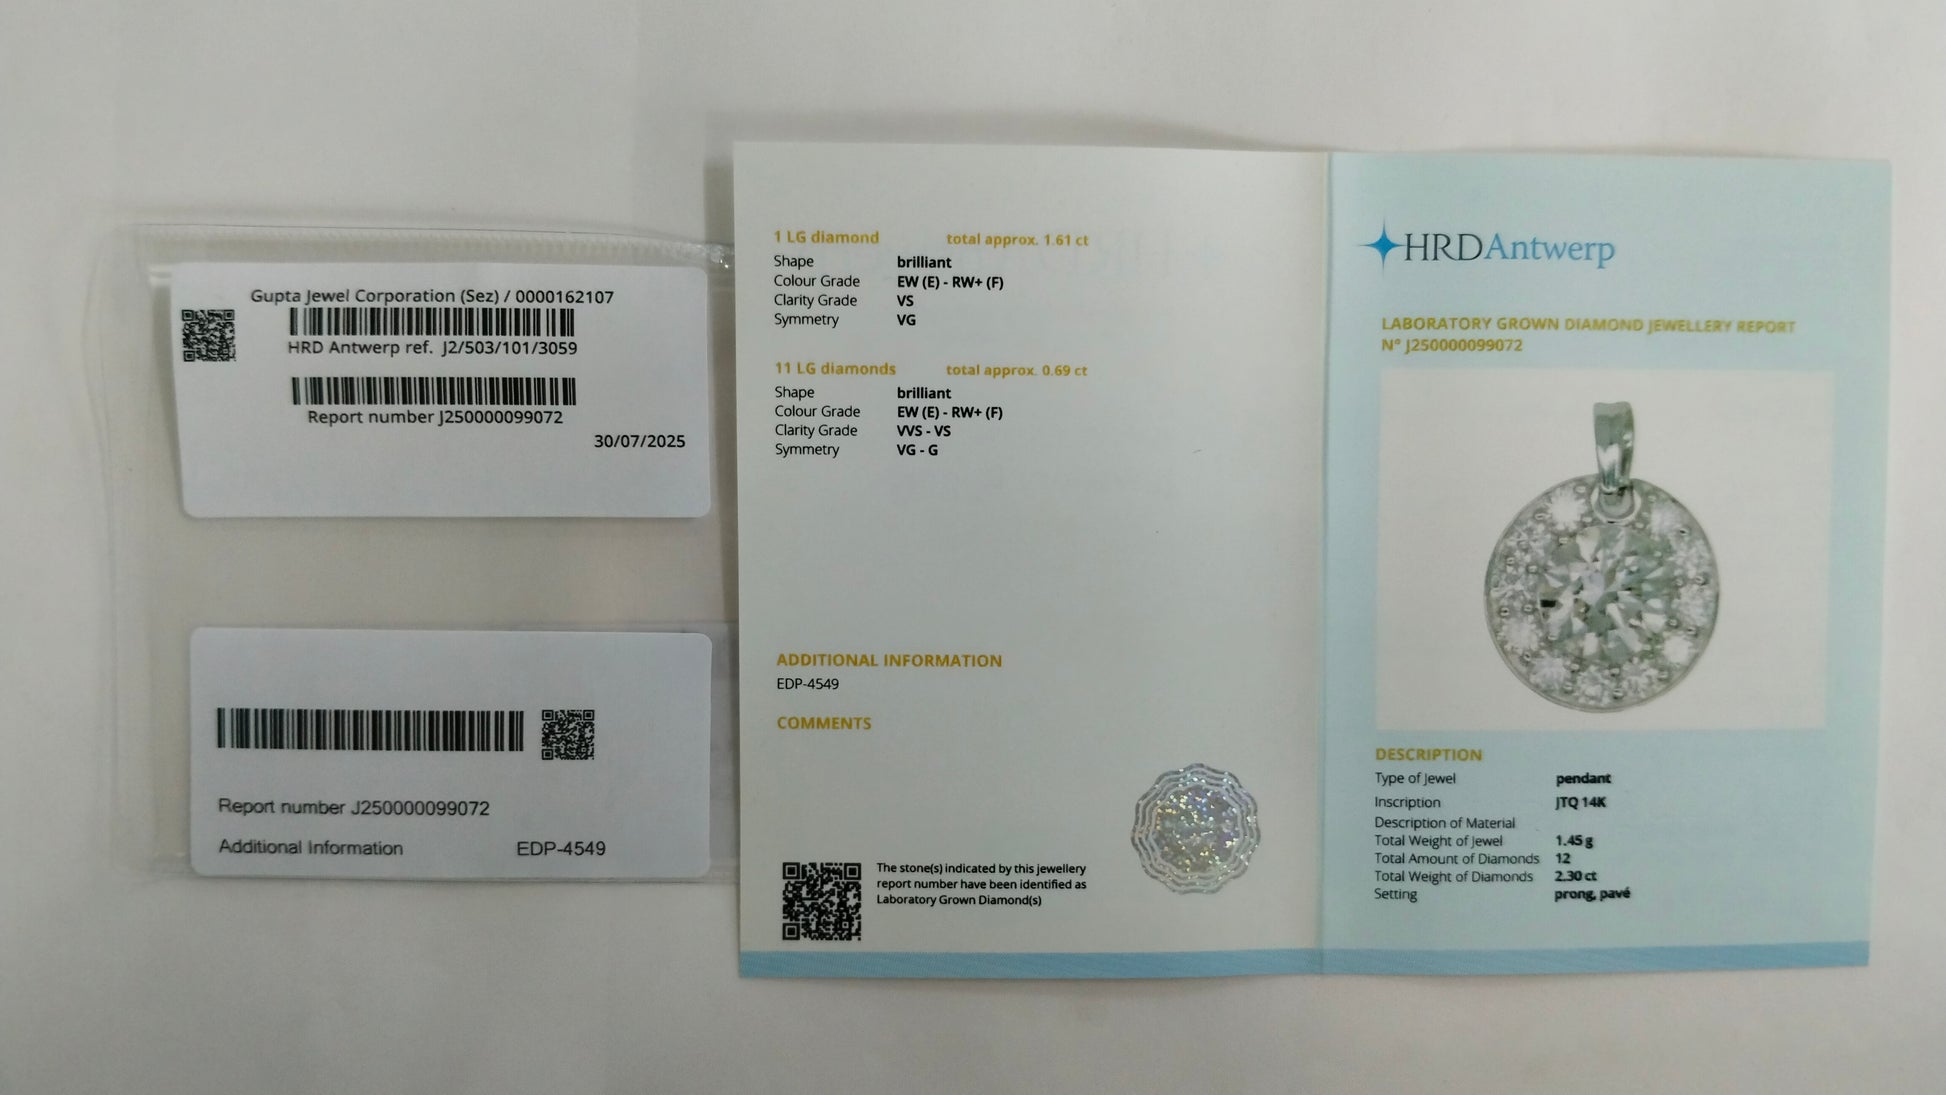 Gupta Jewel Corporation (Sez) / 0000162107
HRD Antwerp ref. J2/503/101/3059
Report number J250000099072
30/07/2025
Report number J250000099072
Additional Information EDP-4549
1 LG diamond total approx. 1.61 ct
Shape brilliant
Colour Grade EW (E) - RW+ (F)
Clarity Grade VS
Symmetry VG
11 LG diamonds total approx. 0.69 ct
Shape brilliant
Colour Grade EW (E) - RW+ (F)
Clarity Grade VVS - VS
Symmetry VG - G
ADDITIONAL INFORMATION
EDP-4549
COMMENTS
The stone(s) indicated by this jewellery
report number have been identified as
Laboratory Grown Diamond(s)
HRD Antwerp
LABORATORY GROWN DIAMOND JEWELLERY REPORT
N° J250000099072
DESCRIPTION
Type of Jewel pendant
Inscription JTQ 14K
Description of Material
Total Weight of Jewel 1.45 g
Total Amount of Diamonds 12
Total Weight of Diamonds 2.30 ct
Setting prong, pavé